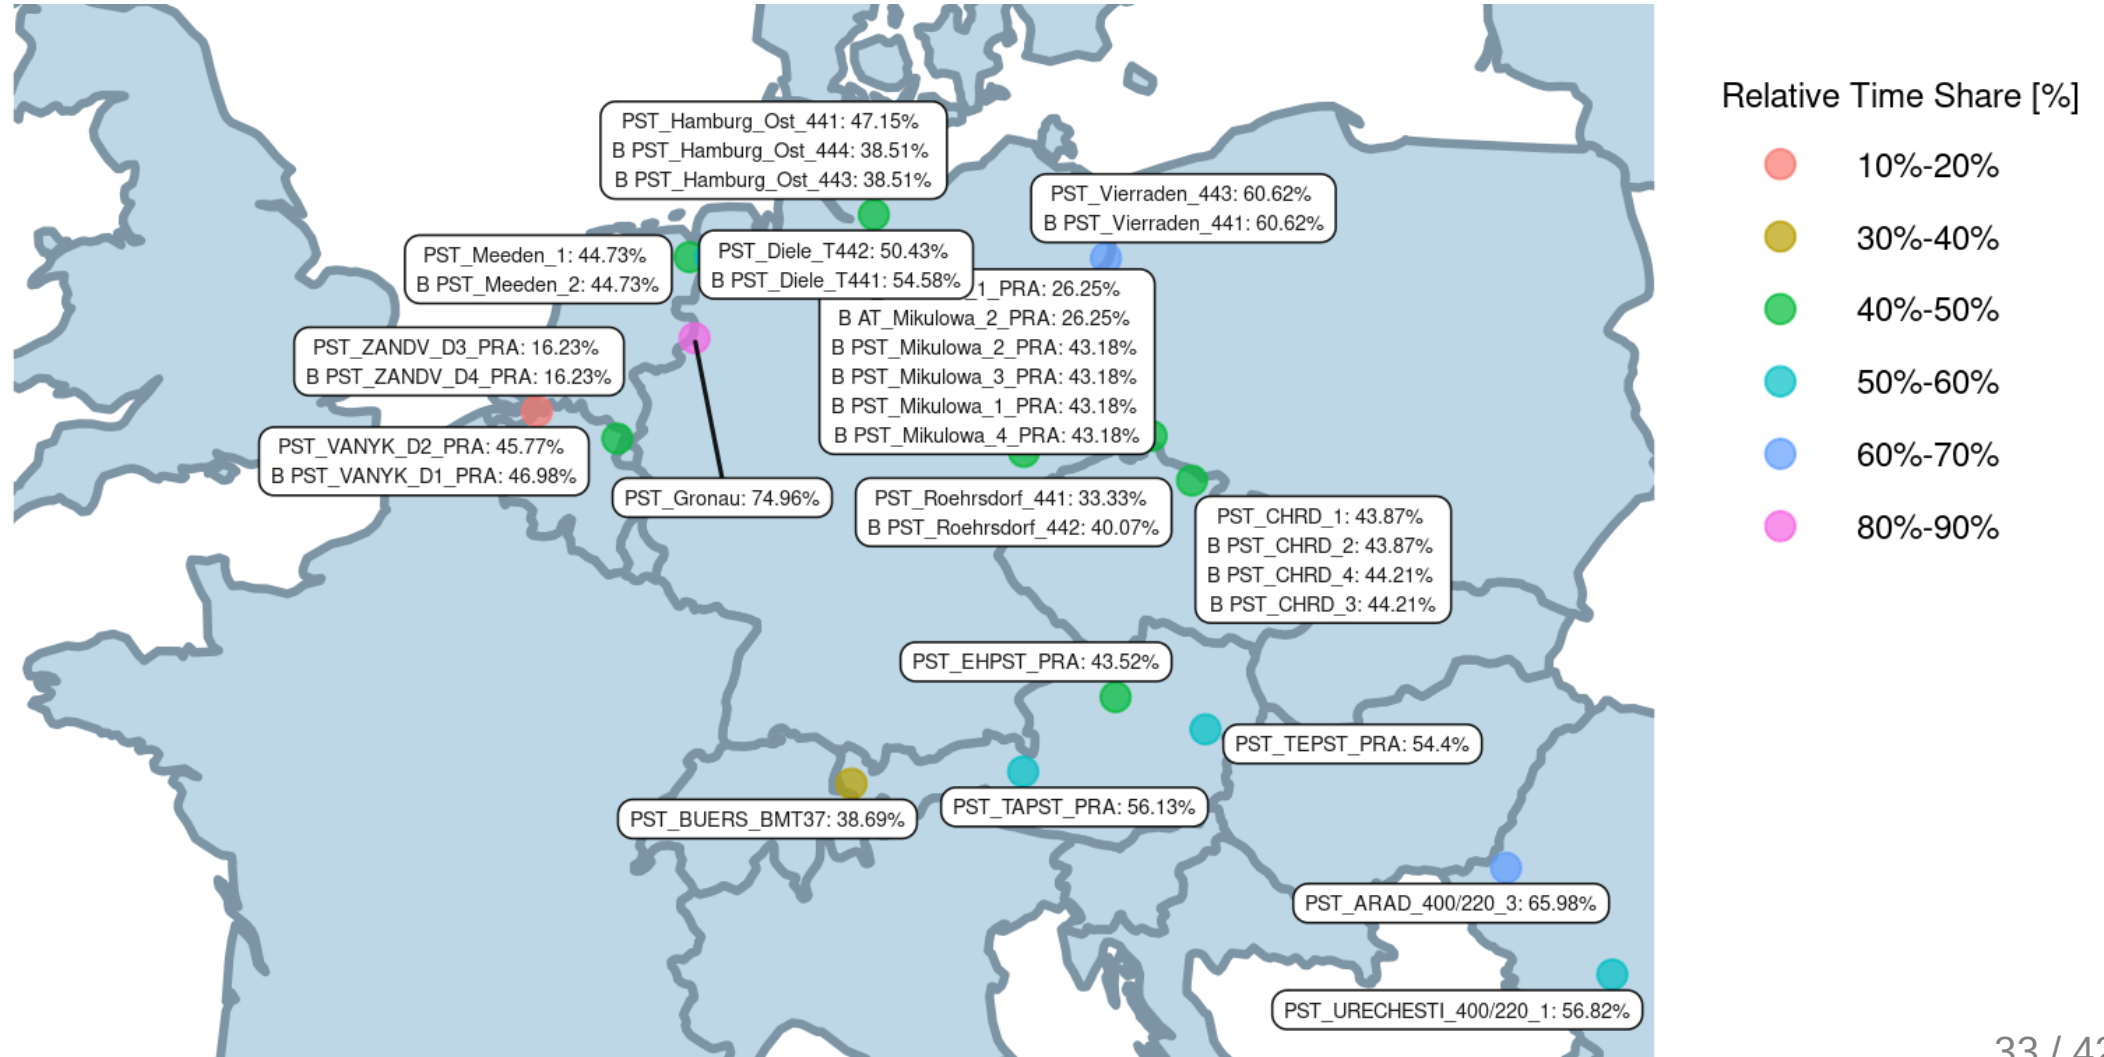 PST_Hamburg_Ost_441: 47.15%
B PST_Hamburg_Ost_444: 38.51%
B PST_Hamburg_Ost_443: 38.51%
PST_Vierraden_443: 60.62%
B PST_Vierraden_441: 60.62%
PST_Meeden_1: 44.73%
B PST_Meeden_2: 44.73%
PST_Diele_T442: 50.43%
B PST_Diele_T441: 54.58%
_1_PRA: 26.25%
B AT_Mikulowa_2_PRA: 26.25%
B PST_Mikulowa_2_PRA: 43.18%
B PST_Mikulowa_3_PRA: 43.18%
B PST_Mikulowa_1_PRA: 43.18%
B PST_Mikulowa_4_PRA: 43.18%
PST_ZANDV_D3_PRA: 16.23%
B PST_ZANDV_D4_PRA: 16.23%
PST_VANYK_D2_PRA: 45.77%
B PST_VANYK_D1_PRA: 46.98%
PST_Gronau: 74.96%
PST_Roehrsdorf_441: 33.33%
B PST_Roehrsdorf_442: 40.07%
PST_CHRD_1: 43.87%
B PST_CHRD_2: 43.87%
B PST_CHRD_4: 44.21%
B PST_CHRD_3: 44.21%
PST_EHPST_PRA: 43.52%
PST_TEPST_PRA: 54.4%
PST_TAPST_PRA: 56.13%
PST_BUERS_BMT37: 38.69%
PST_ARAD_400/220_3: 65.98%
PST_URECHESTI_400/220_1: 56.82%
Relative Time Share [%]
10%-20%
30%-40%
40%-50%
50%-60%
60%-70%
80%-90%
33 /